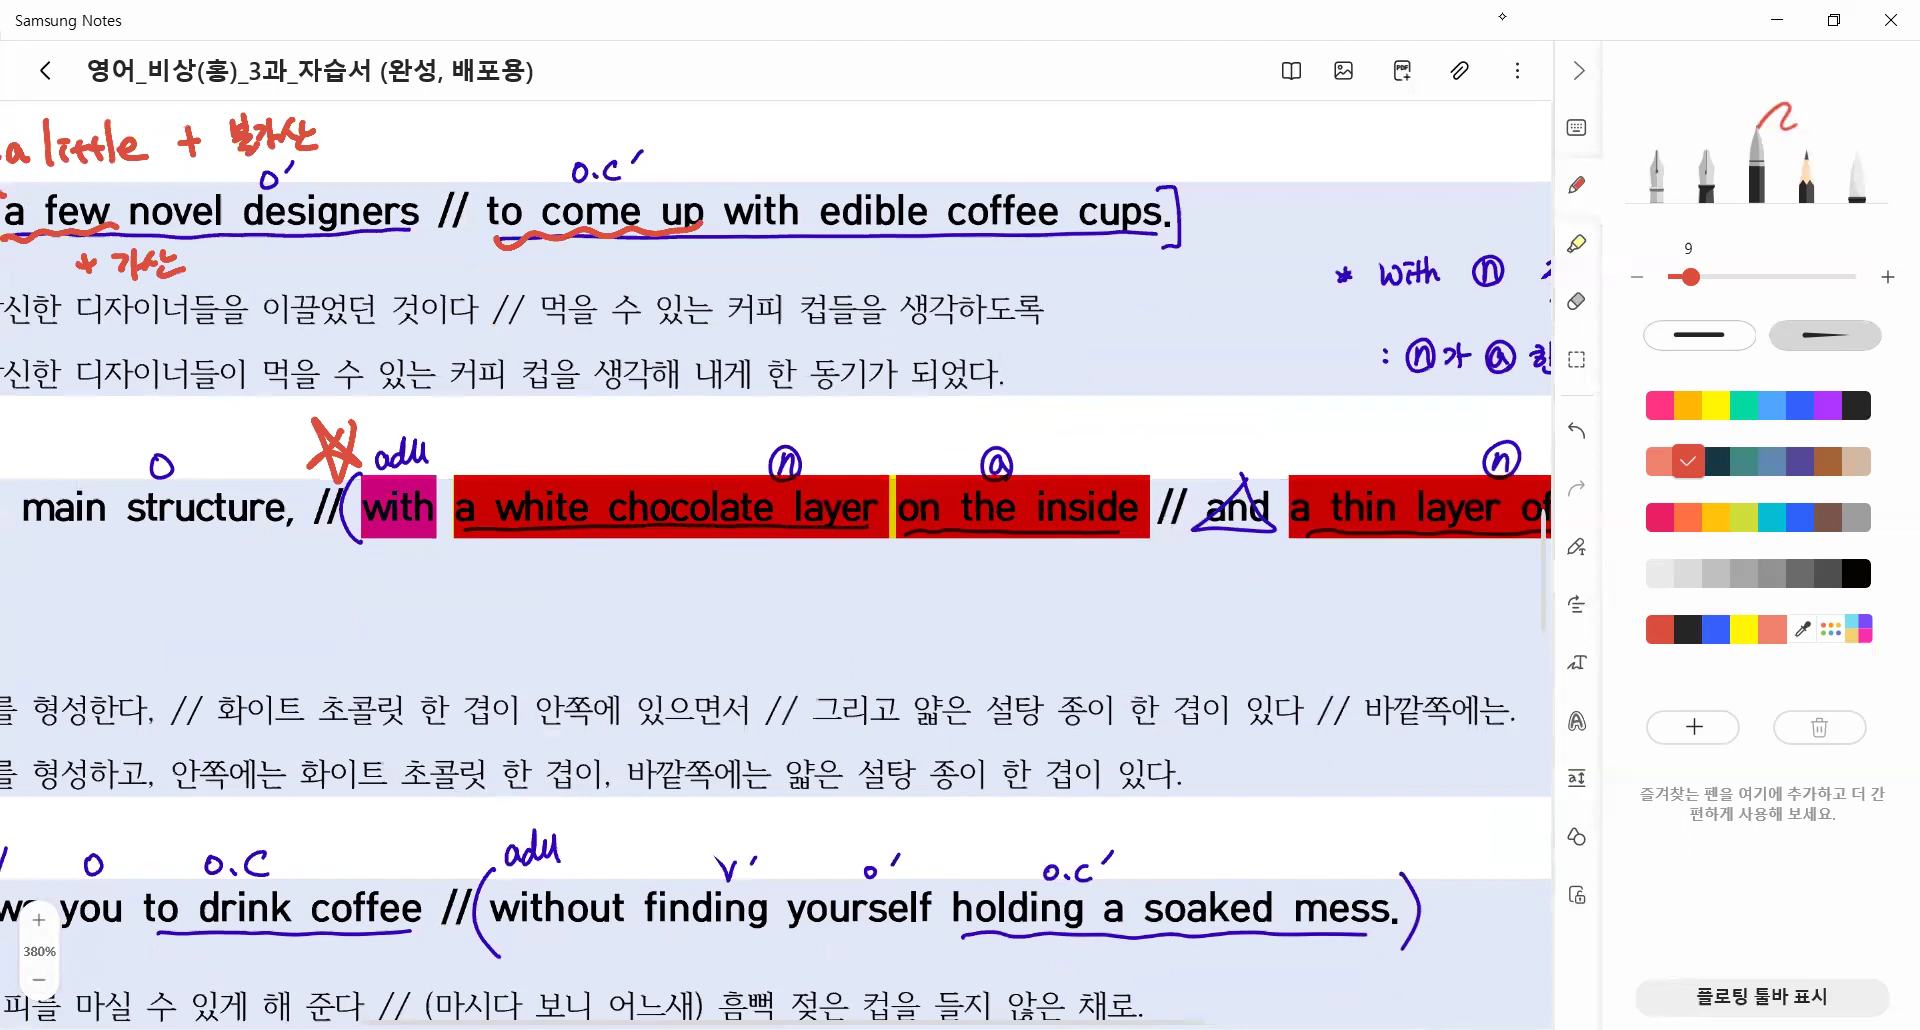 Samsung Notes
영어_비상(홍)_3과_자습서 (완성, 배포용)
PDF
a little + 불가산
o' o.c'
a few novel designers // to come up with edible coffee cups.]
+ 가산
* with ⓝ
신한 디자이너들을 이끌었던 것이다 // 먹을 수 있는 커피 컵들을 생각하도록
: ⓝ가 ⓐ
신한 디자이너들이 먹을 수 있는 커피 컵을 생각해 내게 한 동기가 되었다.
o adv ⓝ ⓐ ⓝ
main structure, // (with a white chocolate layer on the inside // and a thin layer of
를 형성한다, // 화이트 초콜릿 한 겹이 안쪽에 있으면서 // 그리고 얇은 설탕 종이 한 겹이 있다 // 바깥쪽에는.
를 형성하고, 안쪽에는 화이트 초콜릿 한 겹이, 바깥쪽에는 얇은 설탕 종이 한 겹이 있다.
o o.c adv v' o' o.c'
you to drink coffee // (without finding yourself holding a soaked mess.)
마실 수 있게 해 준다 // (마시다 보니 어느새) 흠뻑 젖은 컵을 들지 않은 채로.
380%
9
즐겨찾는 펜을 여기에 추가하고 더 간
편하게 사용해 보세요.
플로팅 툴바 표시